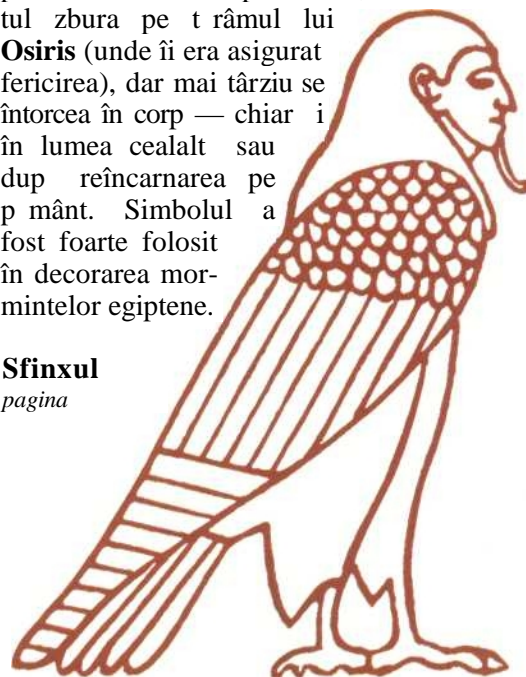 tul zbura pe t râmul lui
Osiris (unde îi era asigurat
fericirea), dar mai târziu se
întorcea în corp — chiar i
în lumea cealalt sau
dup reîncarnarea pe
p mânt. Simbolul a
fost foarte folosit
în decorarea mor-
mintelor egiptene.
Sfinxul
pagina